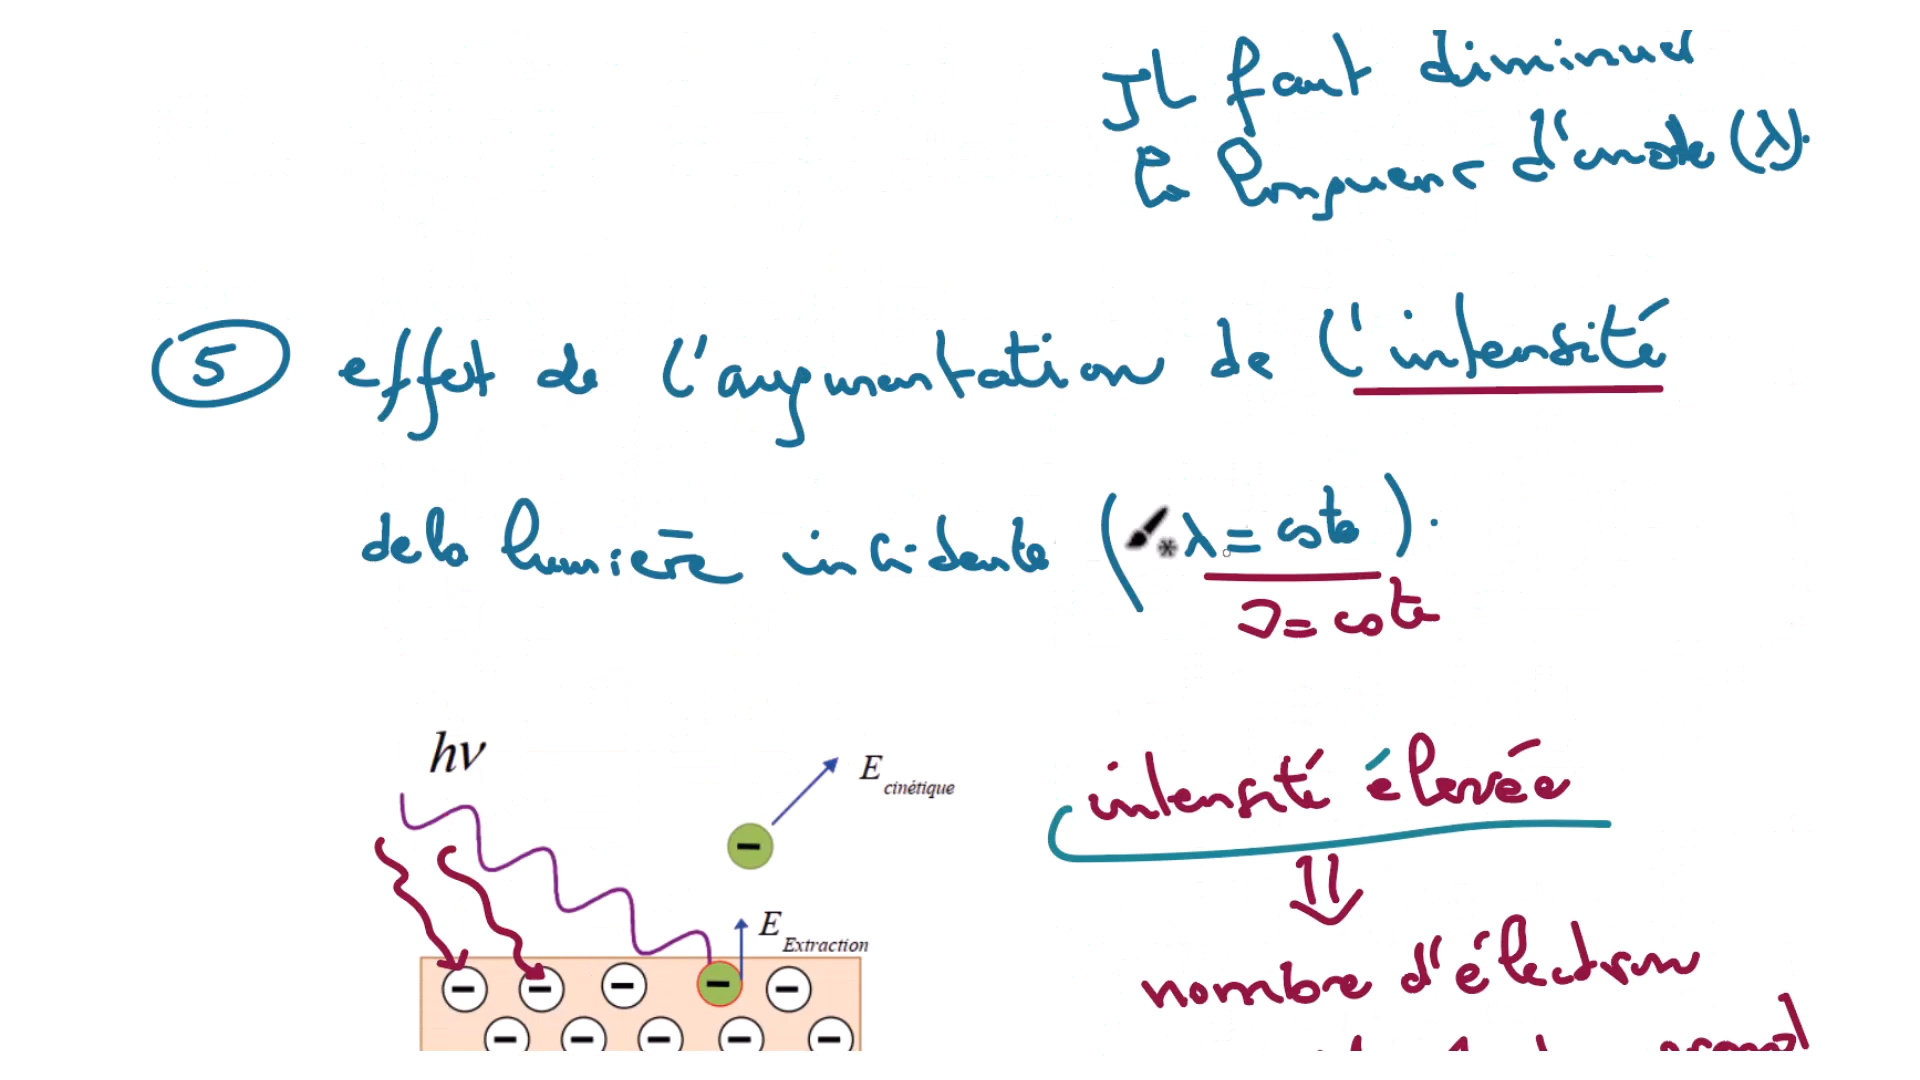 Il faut diminuer
la longueur d'onde (λ).
5 effet de l'augmentation de l'intensité
de la lumière incidente (λ = cste).
ν = cste
hν
E cinétique
intensité élevée
E Extraction
nombre d'électron